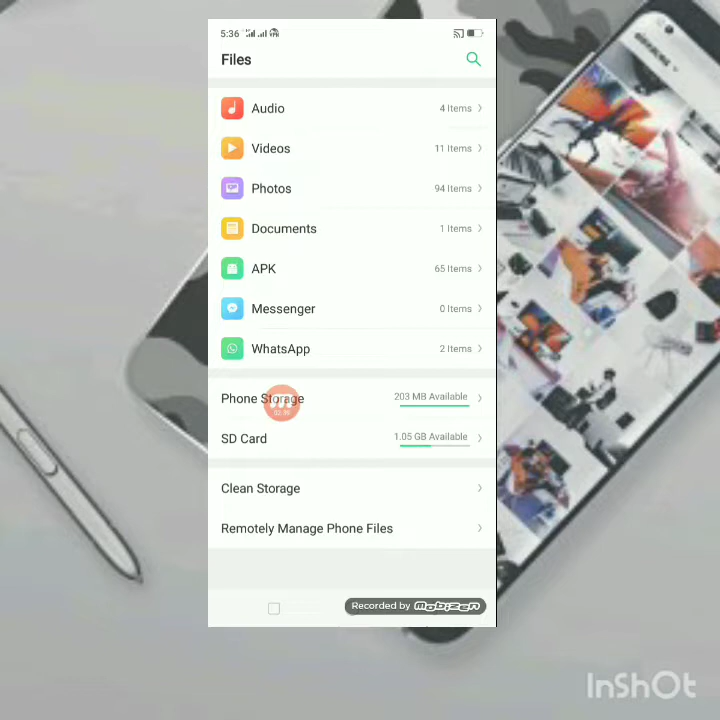 5:36
Files
Audio 4 Items
Videos 11 Items
Photos 94 Items
Documents 1 Items
APK 65 Items
Messenger 0 Items
WhatsApp 2 Items
Phone Storage 203 MB Available
SD Card 1.05 GB Available
Clean Storage
Remotely Manage Phone Files
Recorded by mobizen
InShOt